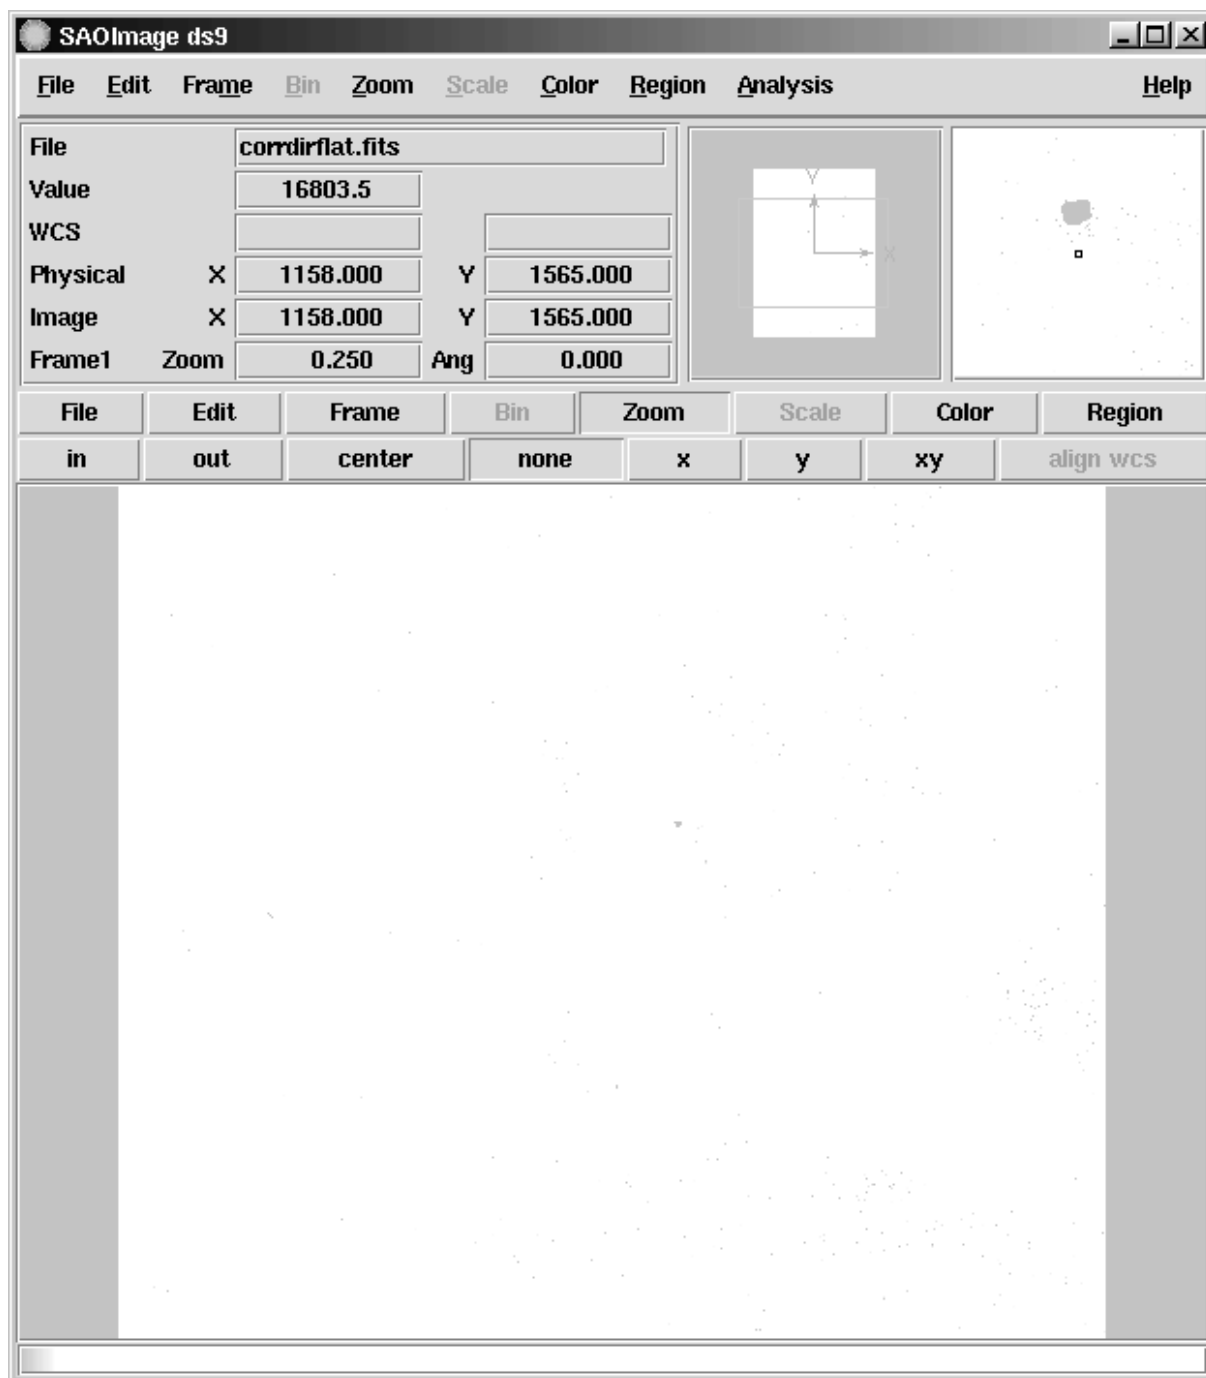 SAOImage ds9
File Edit Frame Bin Zoom Scale Color Region Analysis Help
File corrdirflat.fits
Value 16803.5
WCS
Physical X 1158.000 Y 1565.000
Image X 1158.000 Y 1565.000
Frame1 Zoom 0.250 Ang 0.000
Y
X
File Edit Frame Bin Zoom Scale Color Region
in out center none x y xy align wcs